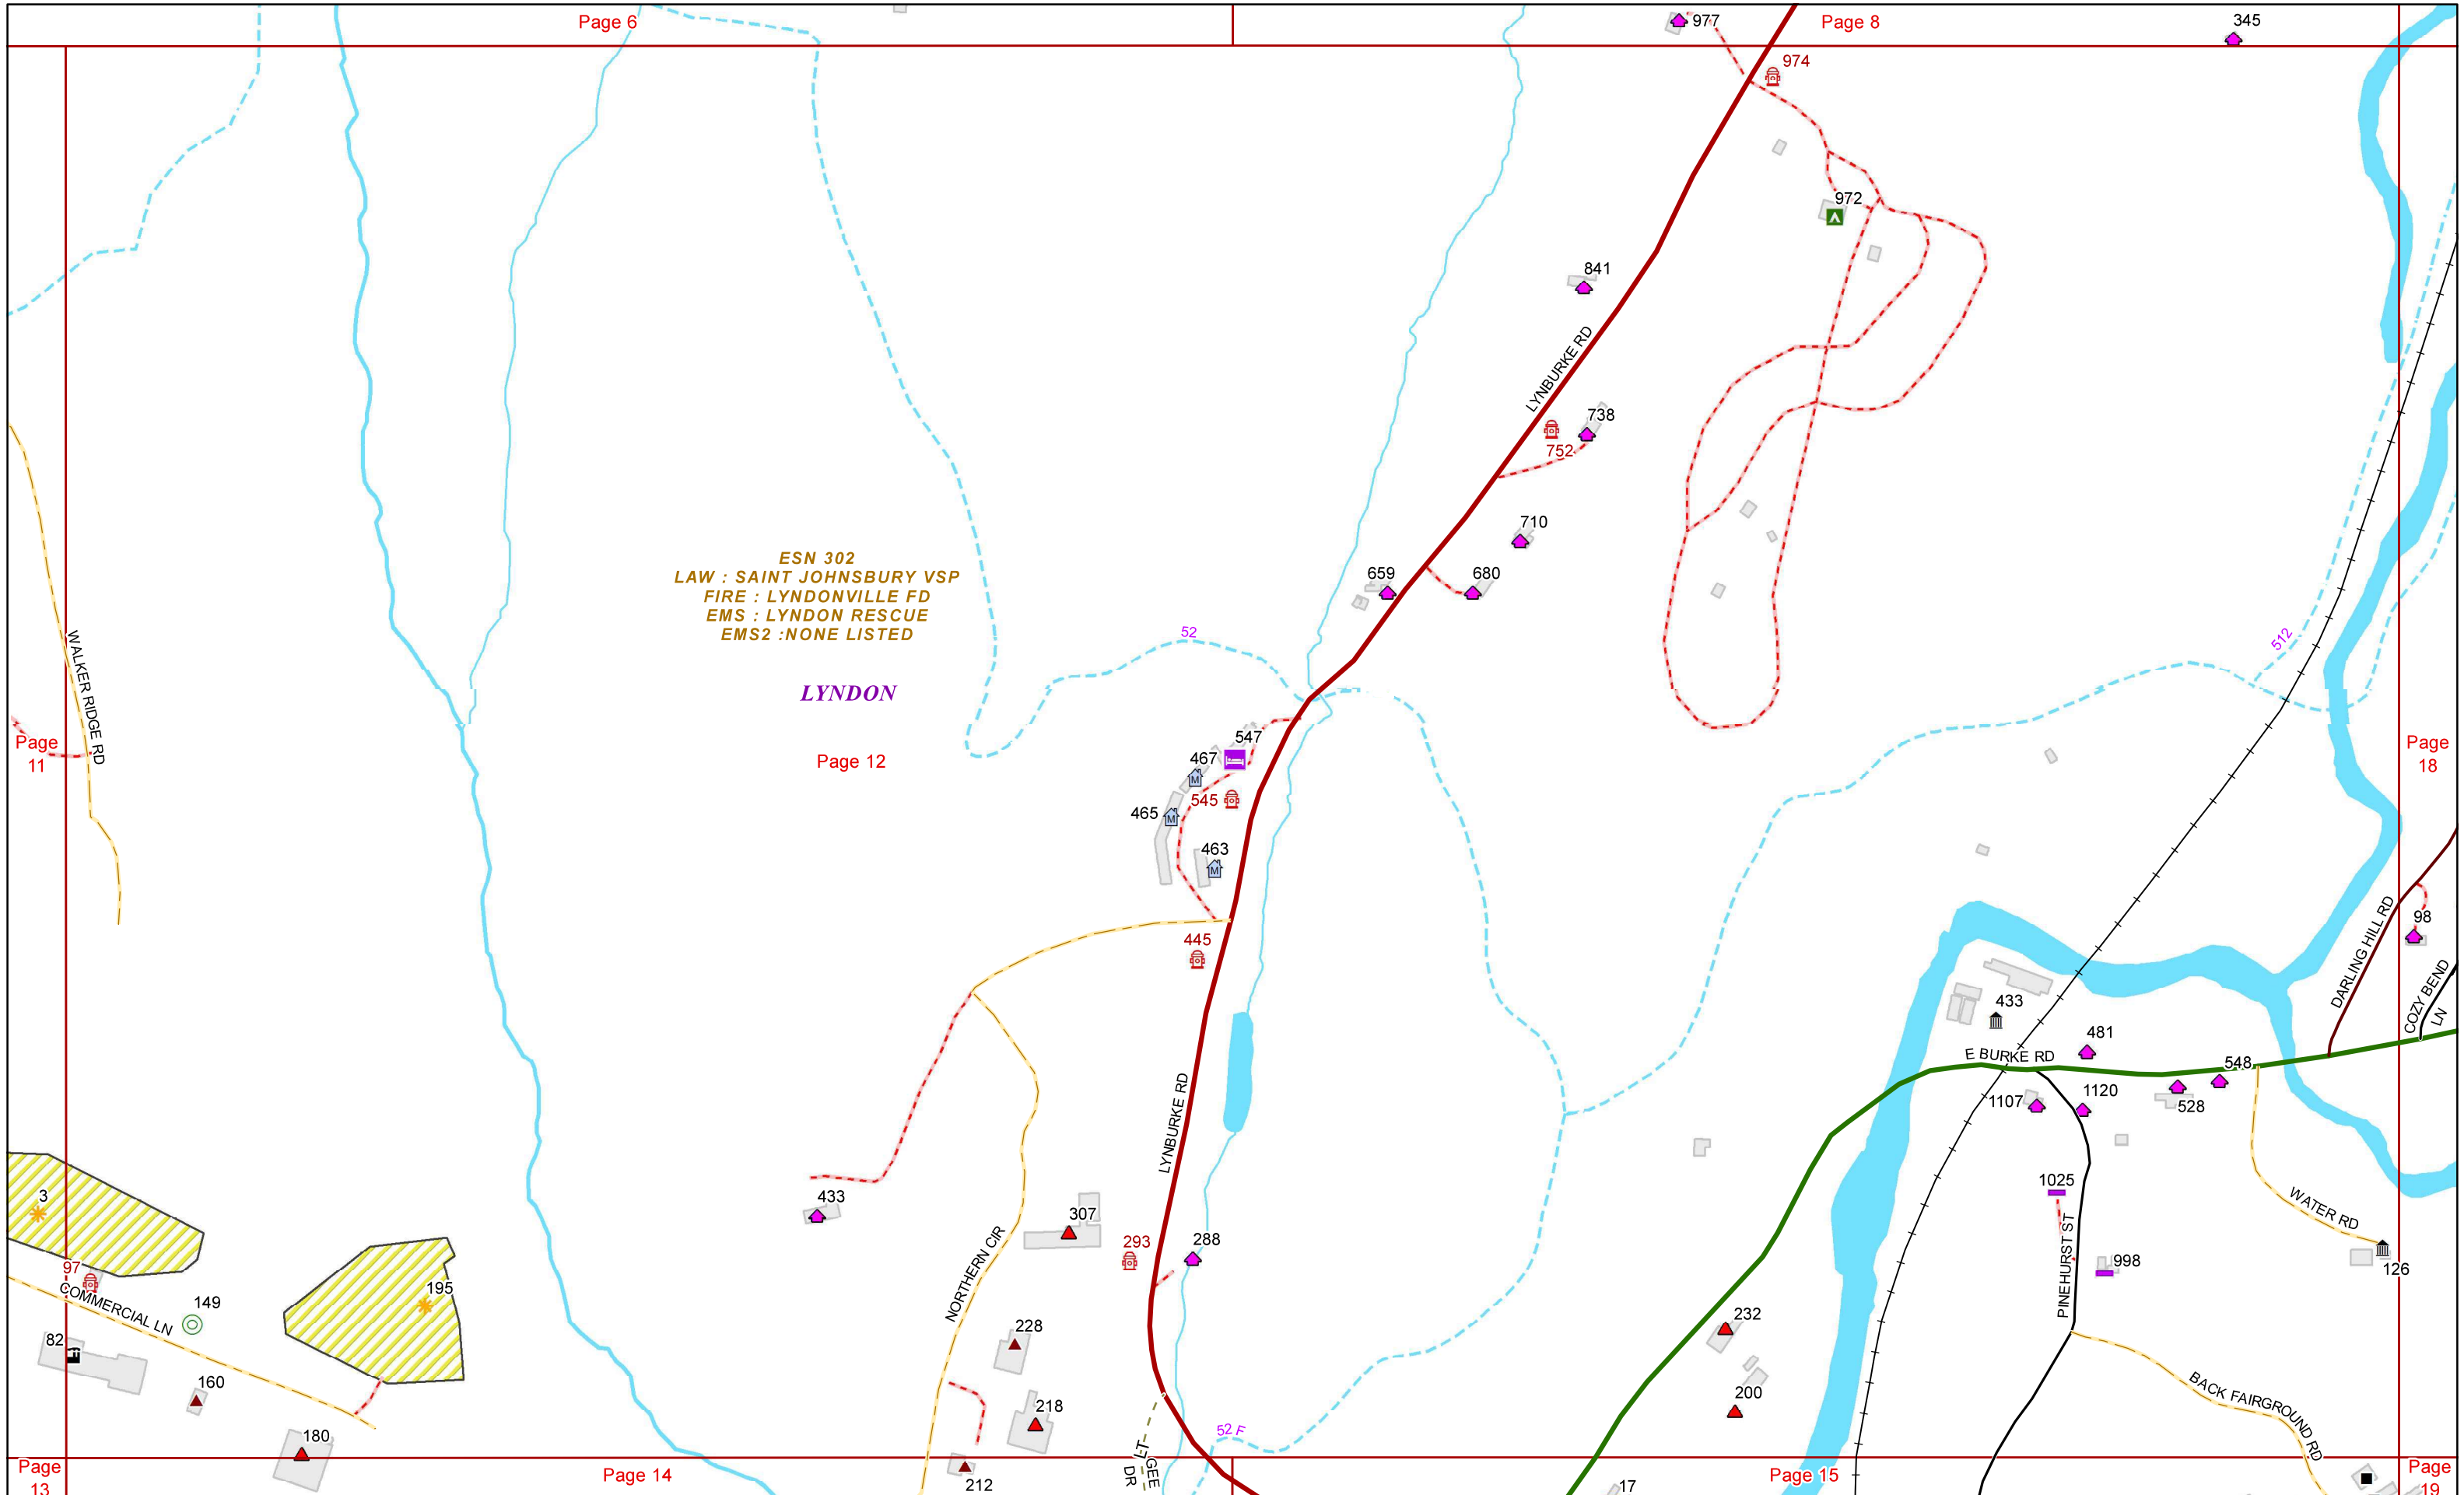 Page 6
977
Page 8
345
974
972
841
LYNBURKE RD
738
752
710
ESN 302
LAW : SAINT JOHNSBURY VSP
FIRE : LYNDONVILLE FD
EMS : LYNDON RESCUE
EMS2 :NONE LISTED
659
680
52
512
WALKER RIDGE RD
LYNDON
Page
11
547
Page
18
Page 12
467
545
465
463
98
DARLING HILL RD
445
COZY BEND
LN
433
481
E BURKE RD
548
LYNBURKE RD
1107
1120
528
1025
3
433
307
WATER RD
293
288
PINEHURST ST
998
126
97
COMMERCIAL LN
195
149
NORTHERN CIR
82
228
232
160
200
BACK FAIRGROUND RD
218
180
52 F
LT
GEE
DR
Page
13
Page 14
212
17
Page 15
Page
19